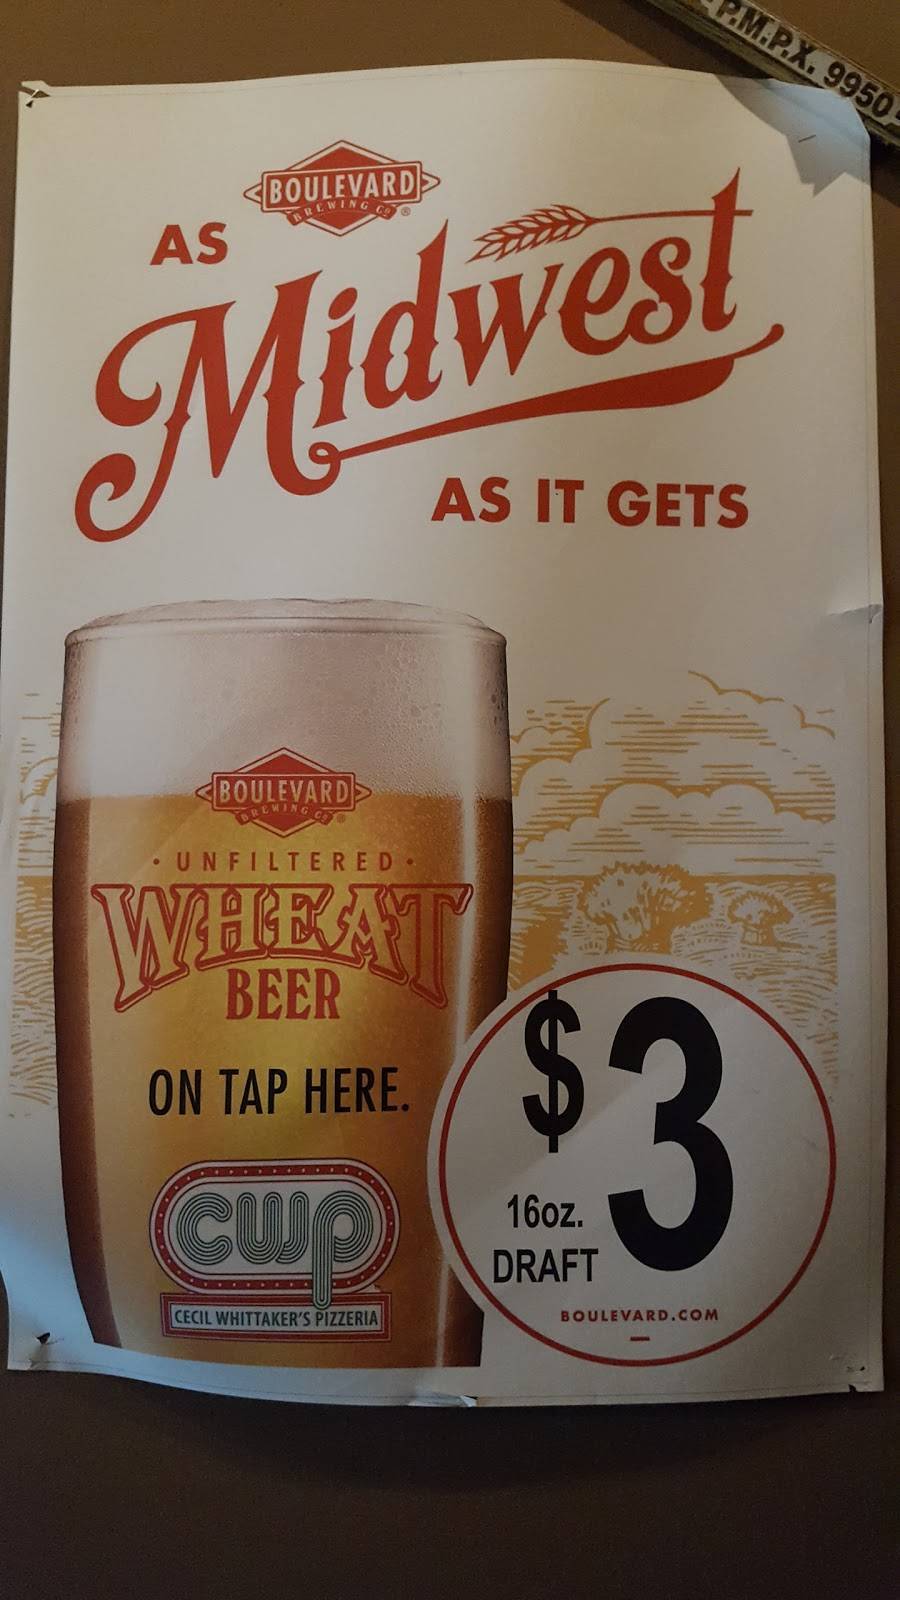 P.M.P.X. 9950-
BOULEVARD
BREWING Co ®
AS
Midwest
AS IT GETS
BOULEVARD
BREWING Co ®
· UNFILTERED ·
WHEAT
BEER
ON TAP HERE.
cwp
CECIL WHITTAKER'S PIZZERIA
$3
16oz.
DRAFT
BOULEVARD.COM